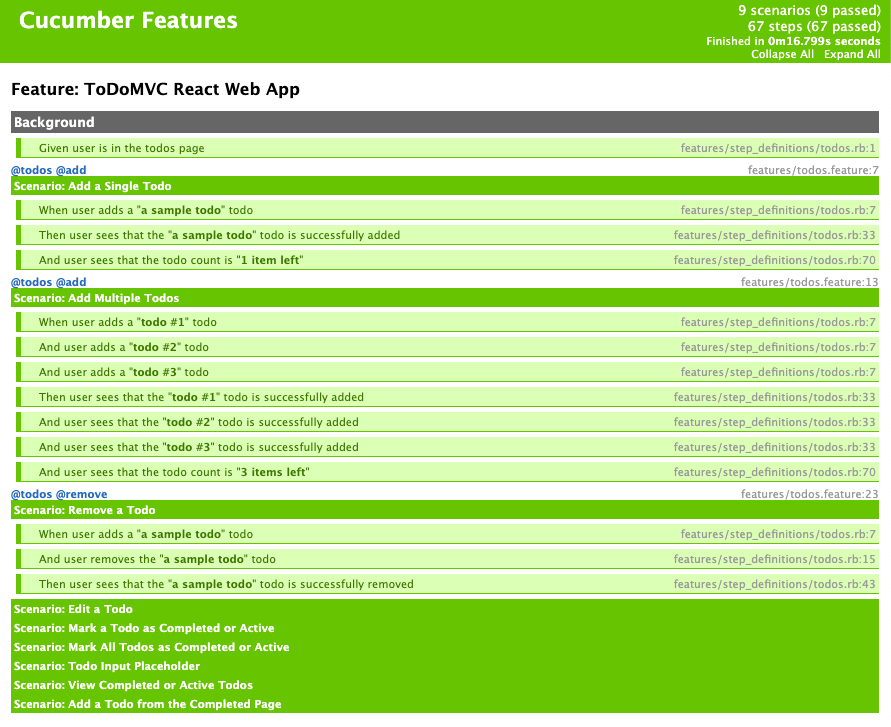 Cucumber Features
9 scenarios (9 passed)
67 steps (67 passed)
Finished in 0m16.799s seconds
Collapse All Expand All
Feature: ToDoMVC React Web App
Background
Given user is in the todos page features/step_definitions/todos.rb:1
@todos @add features/todos.feature:7
Scenario: Add a Single Todo
When user adds a "a sample todo" todo features/step_definitions/todos.rb:7
Then user sees that the "a sample todo" todo is successfully added features/step_definitions/todos.rb:33
And user sees that the todo count is "1 item left" features/step_definitions/todos.rb:70
@todos @add features/todos.feature:13
Scenario: Add Multiple Todos
When user adds a "todo #1" todo features/step_definitions/todos.rb:7
And user adds a "todo #2" todo features/step_definitions/todos.rb:7
And user adds a "todo #3" todo features/step_definitions/todos.rb:7
Then user sees that the "todo #1" todo is successfully added features/step_definitions/todos.rb:33
And user sees that the "todo #2" todo is successfully added features/step_definitions/todos.rb:33
And user sees that the "todo #3" todo is successfully added features/step_definitions/todos.rb:33
And user sees that the todo count is "3 items left" features/step_definitions/todos.rb:70
@todos @remove features/todos.feature:23
Scenario: Remove a Todo
When user adds a "a sample todo" todo features/step_definitions/todos.rb:7
And user removes the "a sample todo" todo features/step_definitions/todos.rb:15
Then user sees that the "a sample todo" todo is successfully removed features/step_definitions/todos.rb:43
Scenario: Edit a Todo
Scenario: Mark a Todo as Completed or Active
Scenario: Mark All Todos as Completed or Active
Scenario: Todo Input Placeholder
Scenario: View Completed or Active Todos
Scenario: Add a Todo from the Completed Page